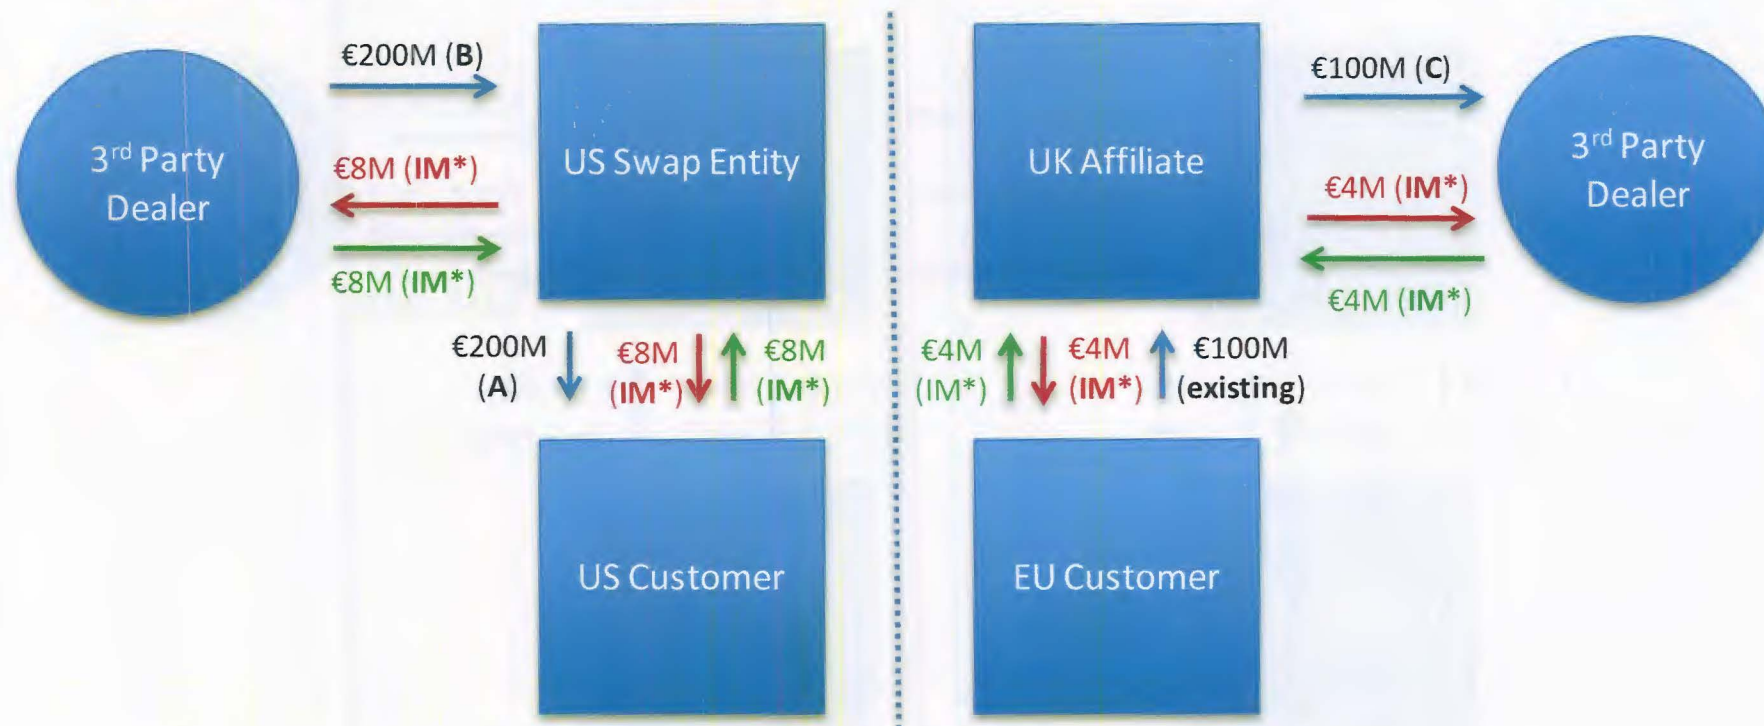 €200M (B)
3rd Party
Dealer
€8M (IM*)
€8M (IM*)
US Swap Entity
UK Affiliate
€100M (C)
€4M (IM*)
€4M (IM*)
3rd Party
Dealer
€200M
(A)
€8M
(IM*)
€8M
(IM*)
€4M
(IM*)
€4M
(IM*)
€100M
(existing)
US Customer
EU Customer